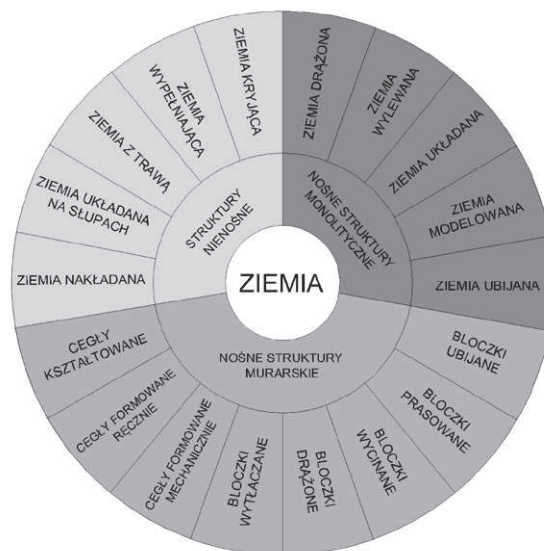 ZIEMIA
NOŚNE STRUKTURY
MONOLITYCZNE
ZIEMIA DRĄŻONA
ZIEMIA
WYLEWANA
ZIEMIA UKŁADANA
ZIEMIA
MODELOWANA
ZIEMIA UBIJANA
NOŚNE STRUKTURY
MURARSKIE
BLOCZKI
UBIJANE
BLOCZKI
PRASOWANE
BLOCZKI
WYCINANE
BLOCZKI
DRĄŻONE
BLOCZKI
WYTŁACZANE
CEGŁY FORMOWANE
MECHANICZNIE
CEGŁY FORMOWANE
RĘCZNIE
CEGŁY
KSZTAŁTOWANE
STRUKTURY
NIENOŚNE
ZIEMIA NAKŁADANA
ZIEMIA UKŁADANA
NA SŁUPACH
ZIEMIA Z TRAWĄ
ZIEMIA
WYPEŁNIAJĄCA
ZIEMIA KRYJĄCA